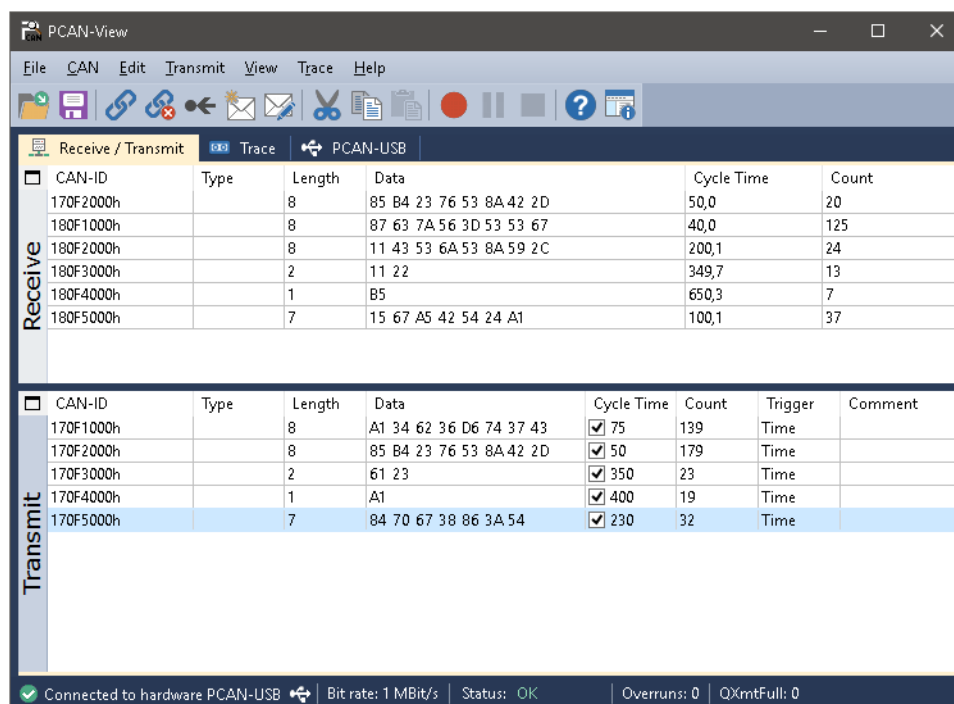 PCAN-View
File CAN Edit Transmit View Trace Help
Receive / Transmit Trace PCAN-USB
CAN-ID Type Length Data Cycle Time Count
170F2000h 8 85 B4 23 76 53 8A 42 2D 50,0 20
180F1000h 8 87 63 7A 56 3D 53 53 67 40,0 125
180F2000h 8 11 43 53 6A 53 8A 59 2C 200,1 24
180F3000h 2 11 22 349,7 13
180F4000h 1 B5 650,3 7
180F5000h 7 15 67 A5 42 54 24 A1 100,1 37
Receive
CAN-ID Type Length Data Cycle Time Count Trigger Comment
170F1000h 8 A1 34 62 36 D6 74 37 43 75 139 Time
170F2000h 8 85 B4 23 76 53 8A 42 2D 50 179 Time
170F3000h 2 61 23 350 23 Time
170F4000h 1 A1 400 19 Time
170F5000h 7 84 70 67 38 86 3A 54 230 32 Time
Transmit
Connected to hardware PCAN-USB Bit rate: 1 MBit/s Status: OK Overruns: 0 QXmtFull: 0